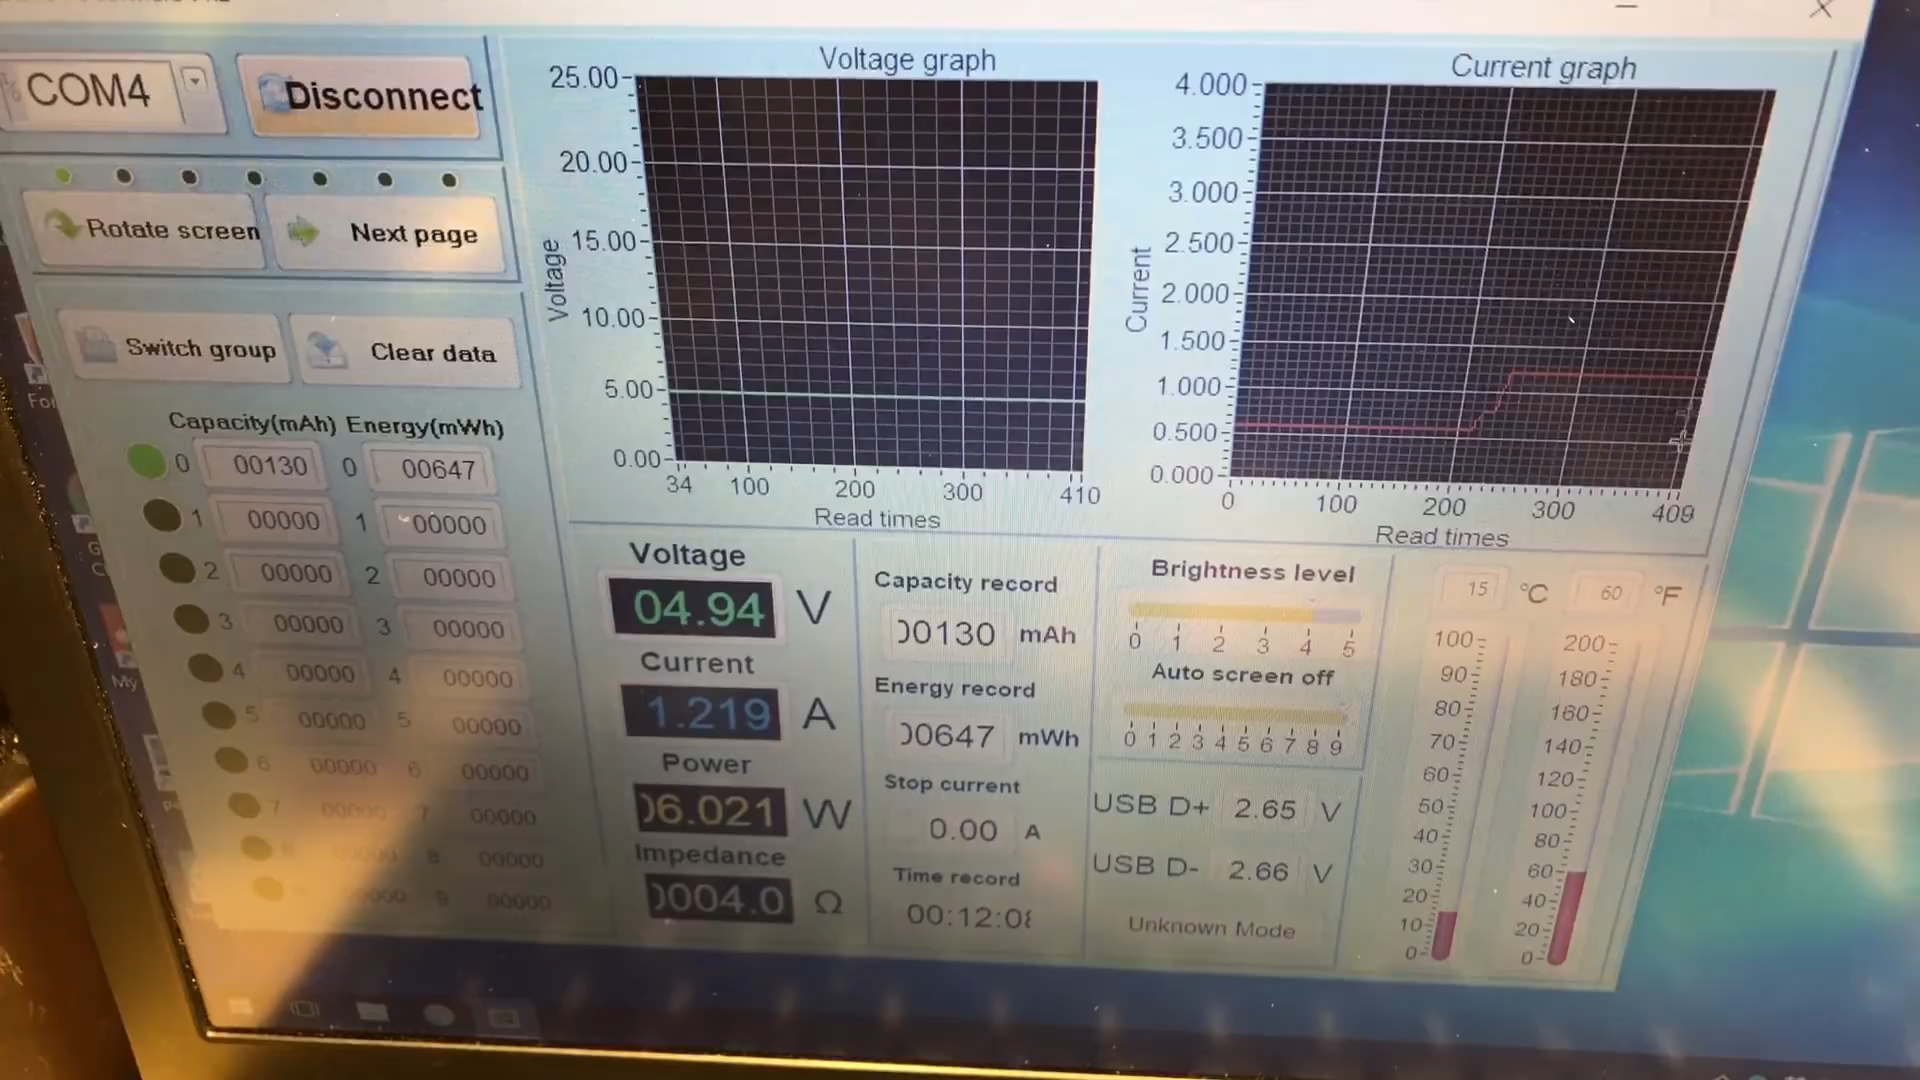 COM4
Disconnect
Rotate screen
Next page
Switch group
Clear data
Capacity(mAh) Energy(mWh)
0 00130 0 00647
1 00000 1 00000
2 00000 2 00000
3 00000 3 00000
4 00000 4 00000
5 00000 5 00000
6 00000 6 00000
7 00000 7 00000
00000 8 00000
0000 9 00000
Voltage graph
25.00
20.00
15.00
10.00
5.00
0.00
Voltage
34 100 200 300 410
Read times
Current graph
4.000
3.500
3.000
2.500
2.000
1.500
1.000
0.500
0.000
Current
0 100 200 300 409
Read times
Voltage
04.94 V
Current
1.219 A
Power
06.021 W
Impedance
0004.0 Ω
Capacity record
00130 mAh
Energy record
00647 mWh
Stop current
0.00 A
Time record
00:12:08
Brightness level
0 1 2 3 4 5
Auto screen off
0 1 2 3 4 5 6 7 8 9
USB D+ 2.65 V
USB D- 2.66 V
Unknown Mode
15 °C 60 °F
100
90
80
70
60
50
40
30
20
10
0
200
180
160
140
120
100
80
60
40
20
0
My